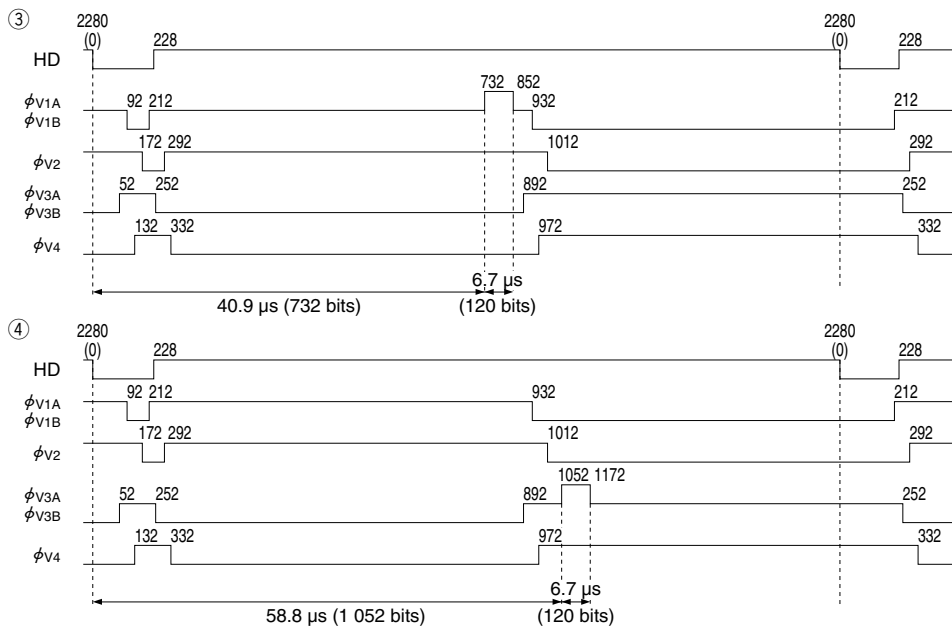 ③
2280 2280
(0) 228 (0) 228
HD
732 852
ϕV1A 92 212 932 212
ϕV1B
172 292 1012 292
ϕV2
52 252 892 252
ϕV3A
ϕV3B
132 332 972 332
ϕV4
6.7 µs
40.9 µs (732 bits) (120 bits)
④
2280 2280
(0) 228 (0) 228
HD
92 212 932 212
ϕV1A
ϕV1B
172 292 1012 292
ϕV2
1052 1172
52 252 892 252
ϕV3A
ϕV3B
132 332 972 332
ϕV4
6.7 µs
58.8 µs (1 052 bits) (120 bits)